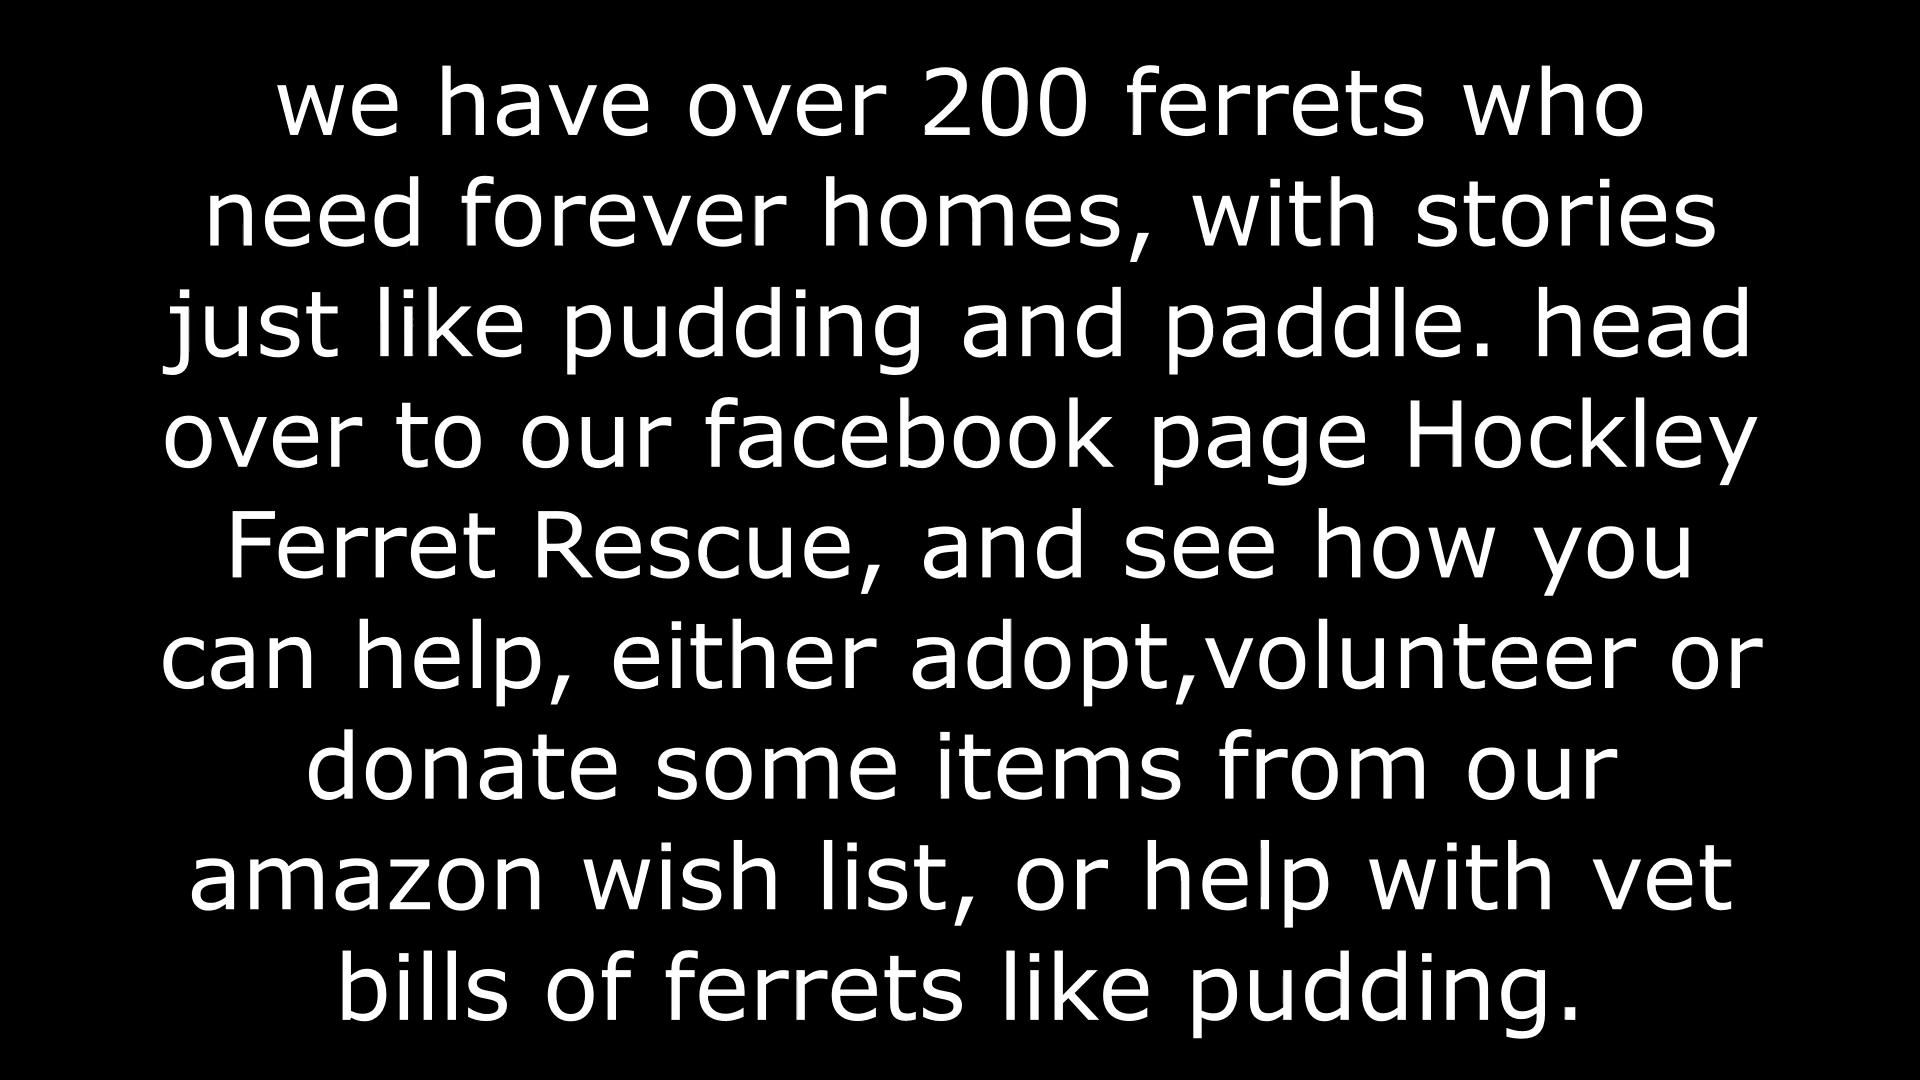 we have over 200 ferrets who
need forever homes, with stories
just like pudding and paddle. head
over to our facebook page Hockley
Ferret Rescue, and see how you
can help, either adopt,volunteer or
donate some items from our
amazon wish list, or help with vet
bills of ferrets like pudding.